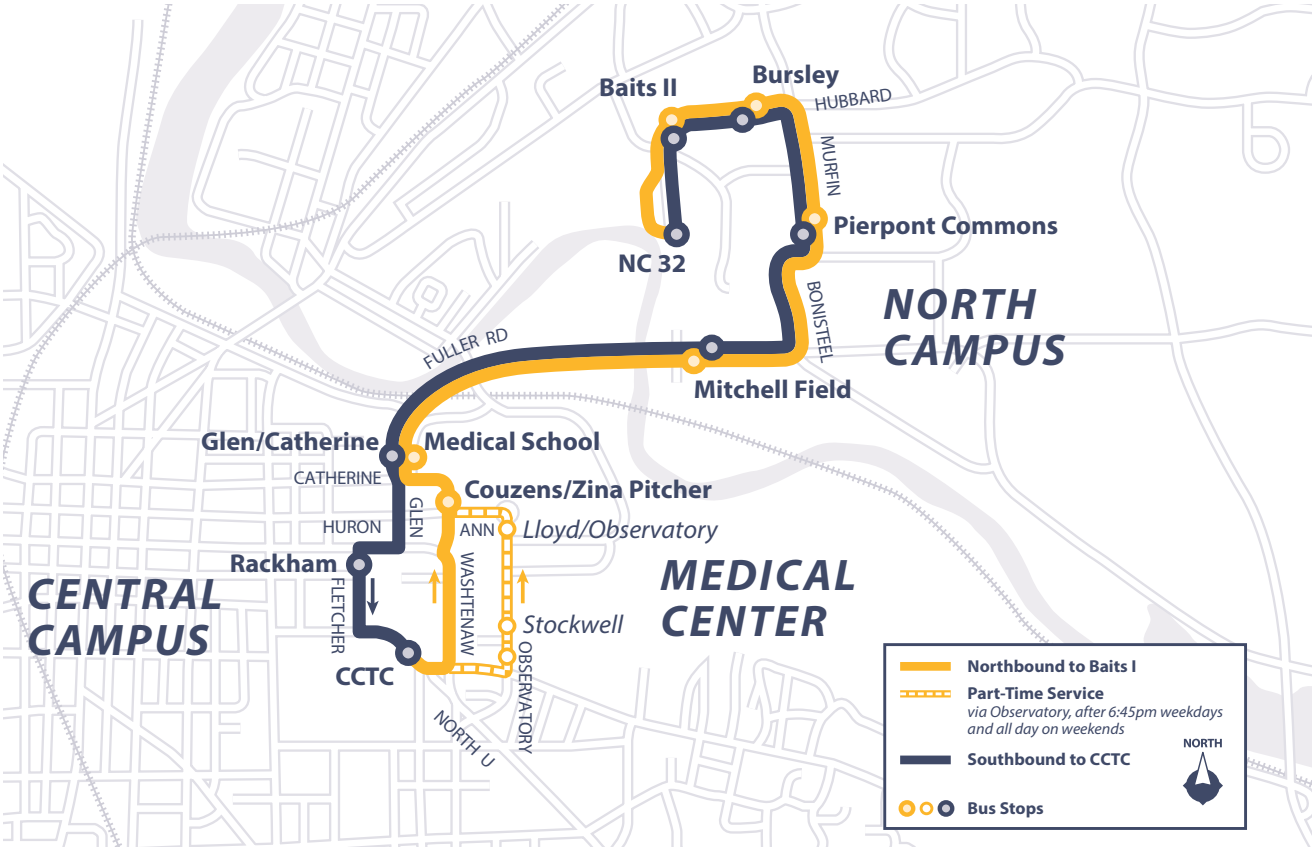 Bursley
Baits II
HUBBARD
MURFIN
Pierpont Commons
NC 32
BONISTEEL
NORTH
CAMPUS
FULLER RD
Mitchell Field
Glen/Catherine
Medical School
CATHERINE
Couzens/Zina Pitcher
GLEN
HURON
ANN
Lloyd/Observatory
Rackham
WASHTENAW
MEDICAL
CENTER
CENTRAL
CAMPUS
FLETCHER
Stockwell
OBSERVATORY
CCTC
NORTH U
Northbound to Baits I
Part-Time Service
via Observatory, after 6:45pm weekdays
and all day on weekends
NORTH
Southbound to CCTC
Bus Stops